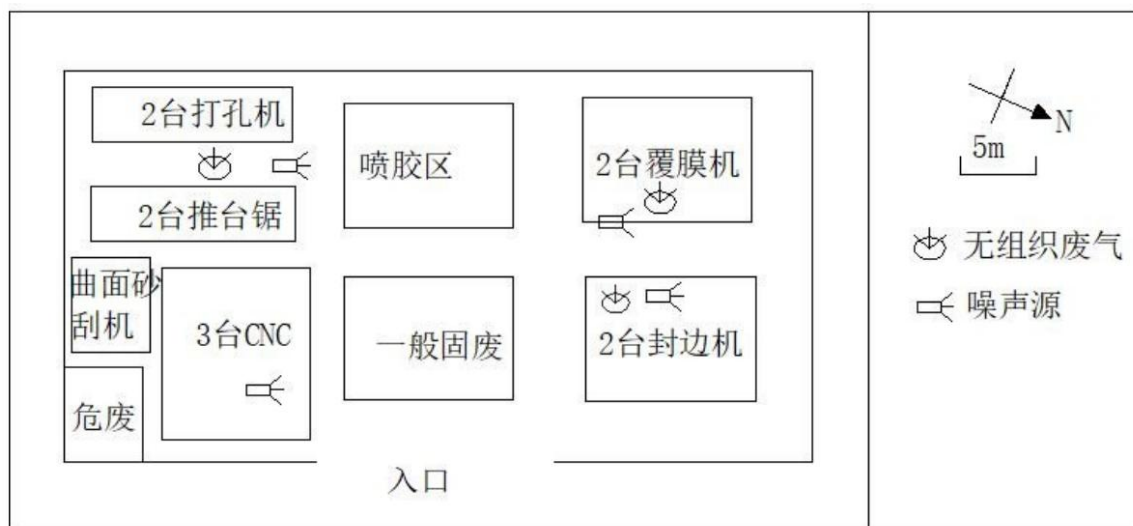 2台打孔机
喷胶区
2台覆膜机
2台推台锯
曲面砂
刮机
3台CNC
一般固废
2台封边机
危废
入口
N
5m
无组织废气
噪声源